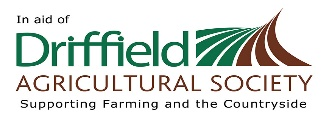 In aid of
Driffield
AGRICULTURAL SOCIETY
Supporting Farming and the Countryside